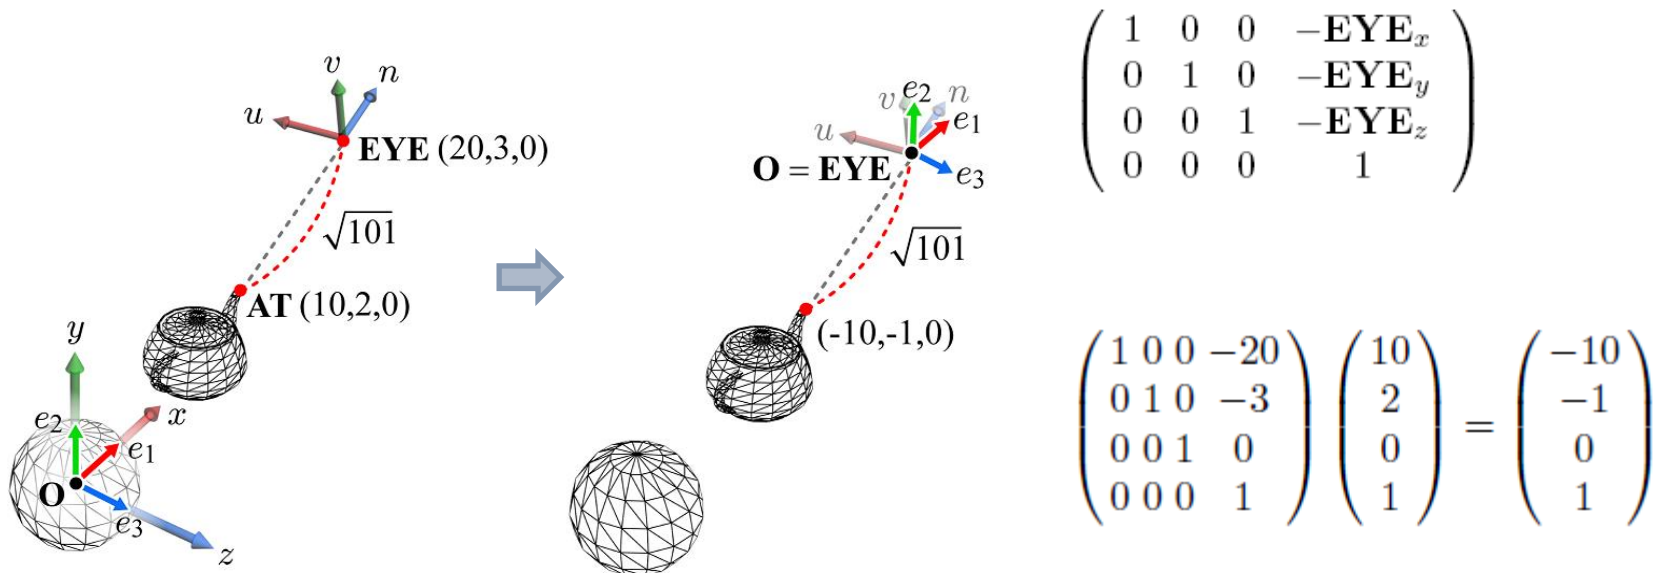 v n
u
EYE (20,3,0)
√101
AT (10,2,0)
y
x
e2
e1
O
e3
z
v e2 n
e1
u
O = EYE
e3
√101
(-10,-1,0)
1 0 0 −EYEx
0 1 0 −EYEy
0 0 1 −EYEz
0 0 0 1
1 0 0 −20 10 −10
0 1 0 −3 2 −1
0 0 1 0 0 = 0
0 0 0 1 1 1